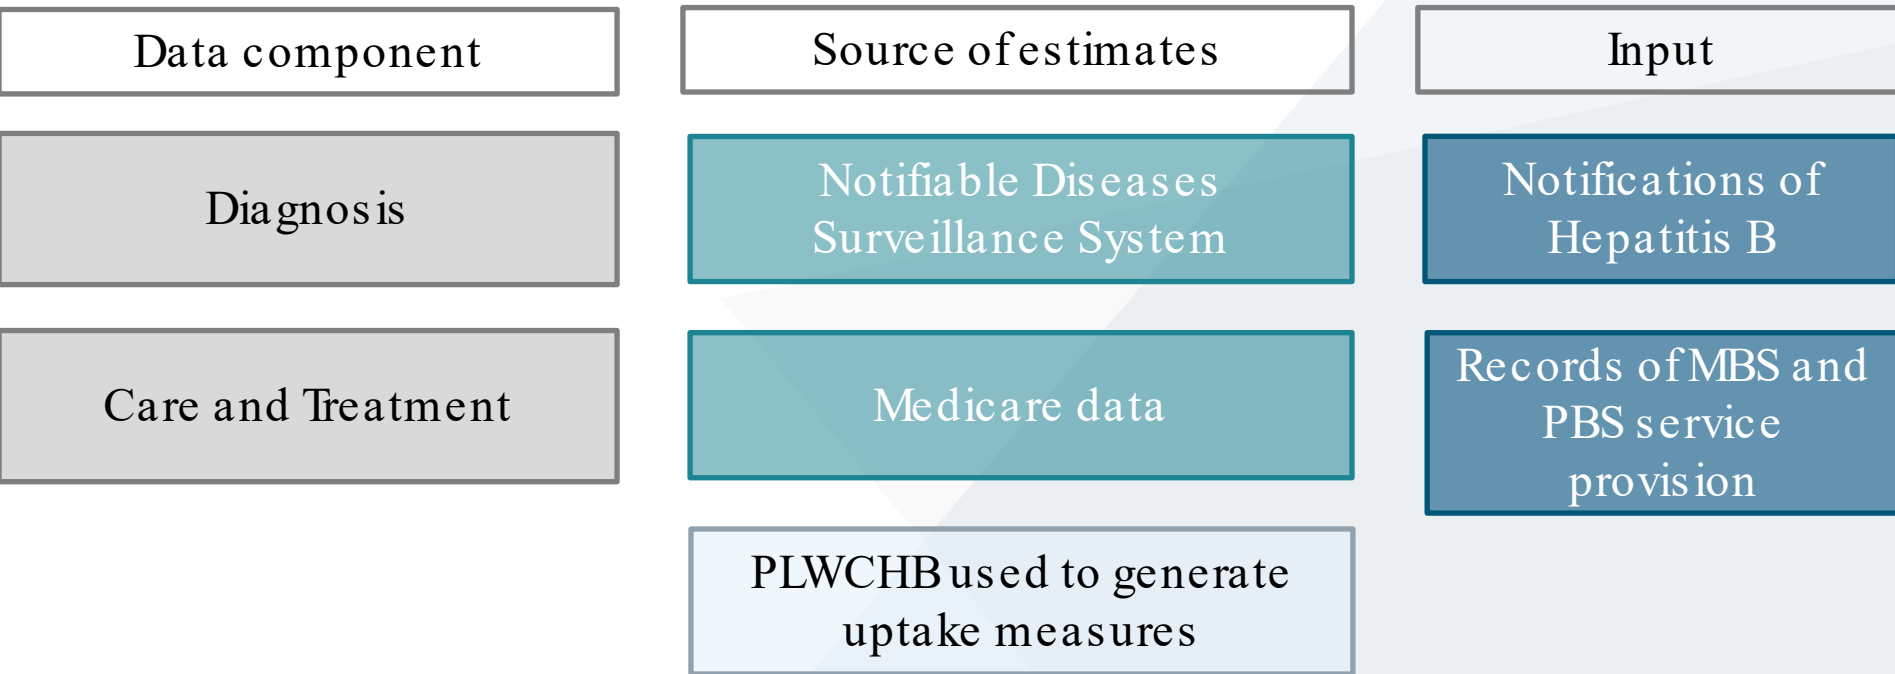 Data component
Source of estimates
Input
Diagnosis
Notifiable Diseases
Surveillance System
Notifications of
Hepatitis B
Care and Treatment
Medicare data
Records of MBS and
PBS service
provision
PLWCHB used to generate
uptake measures